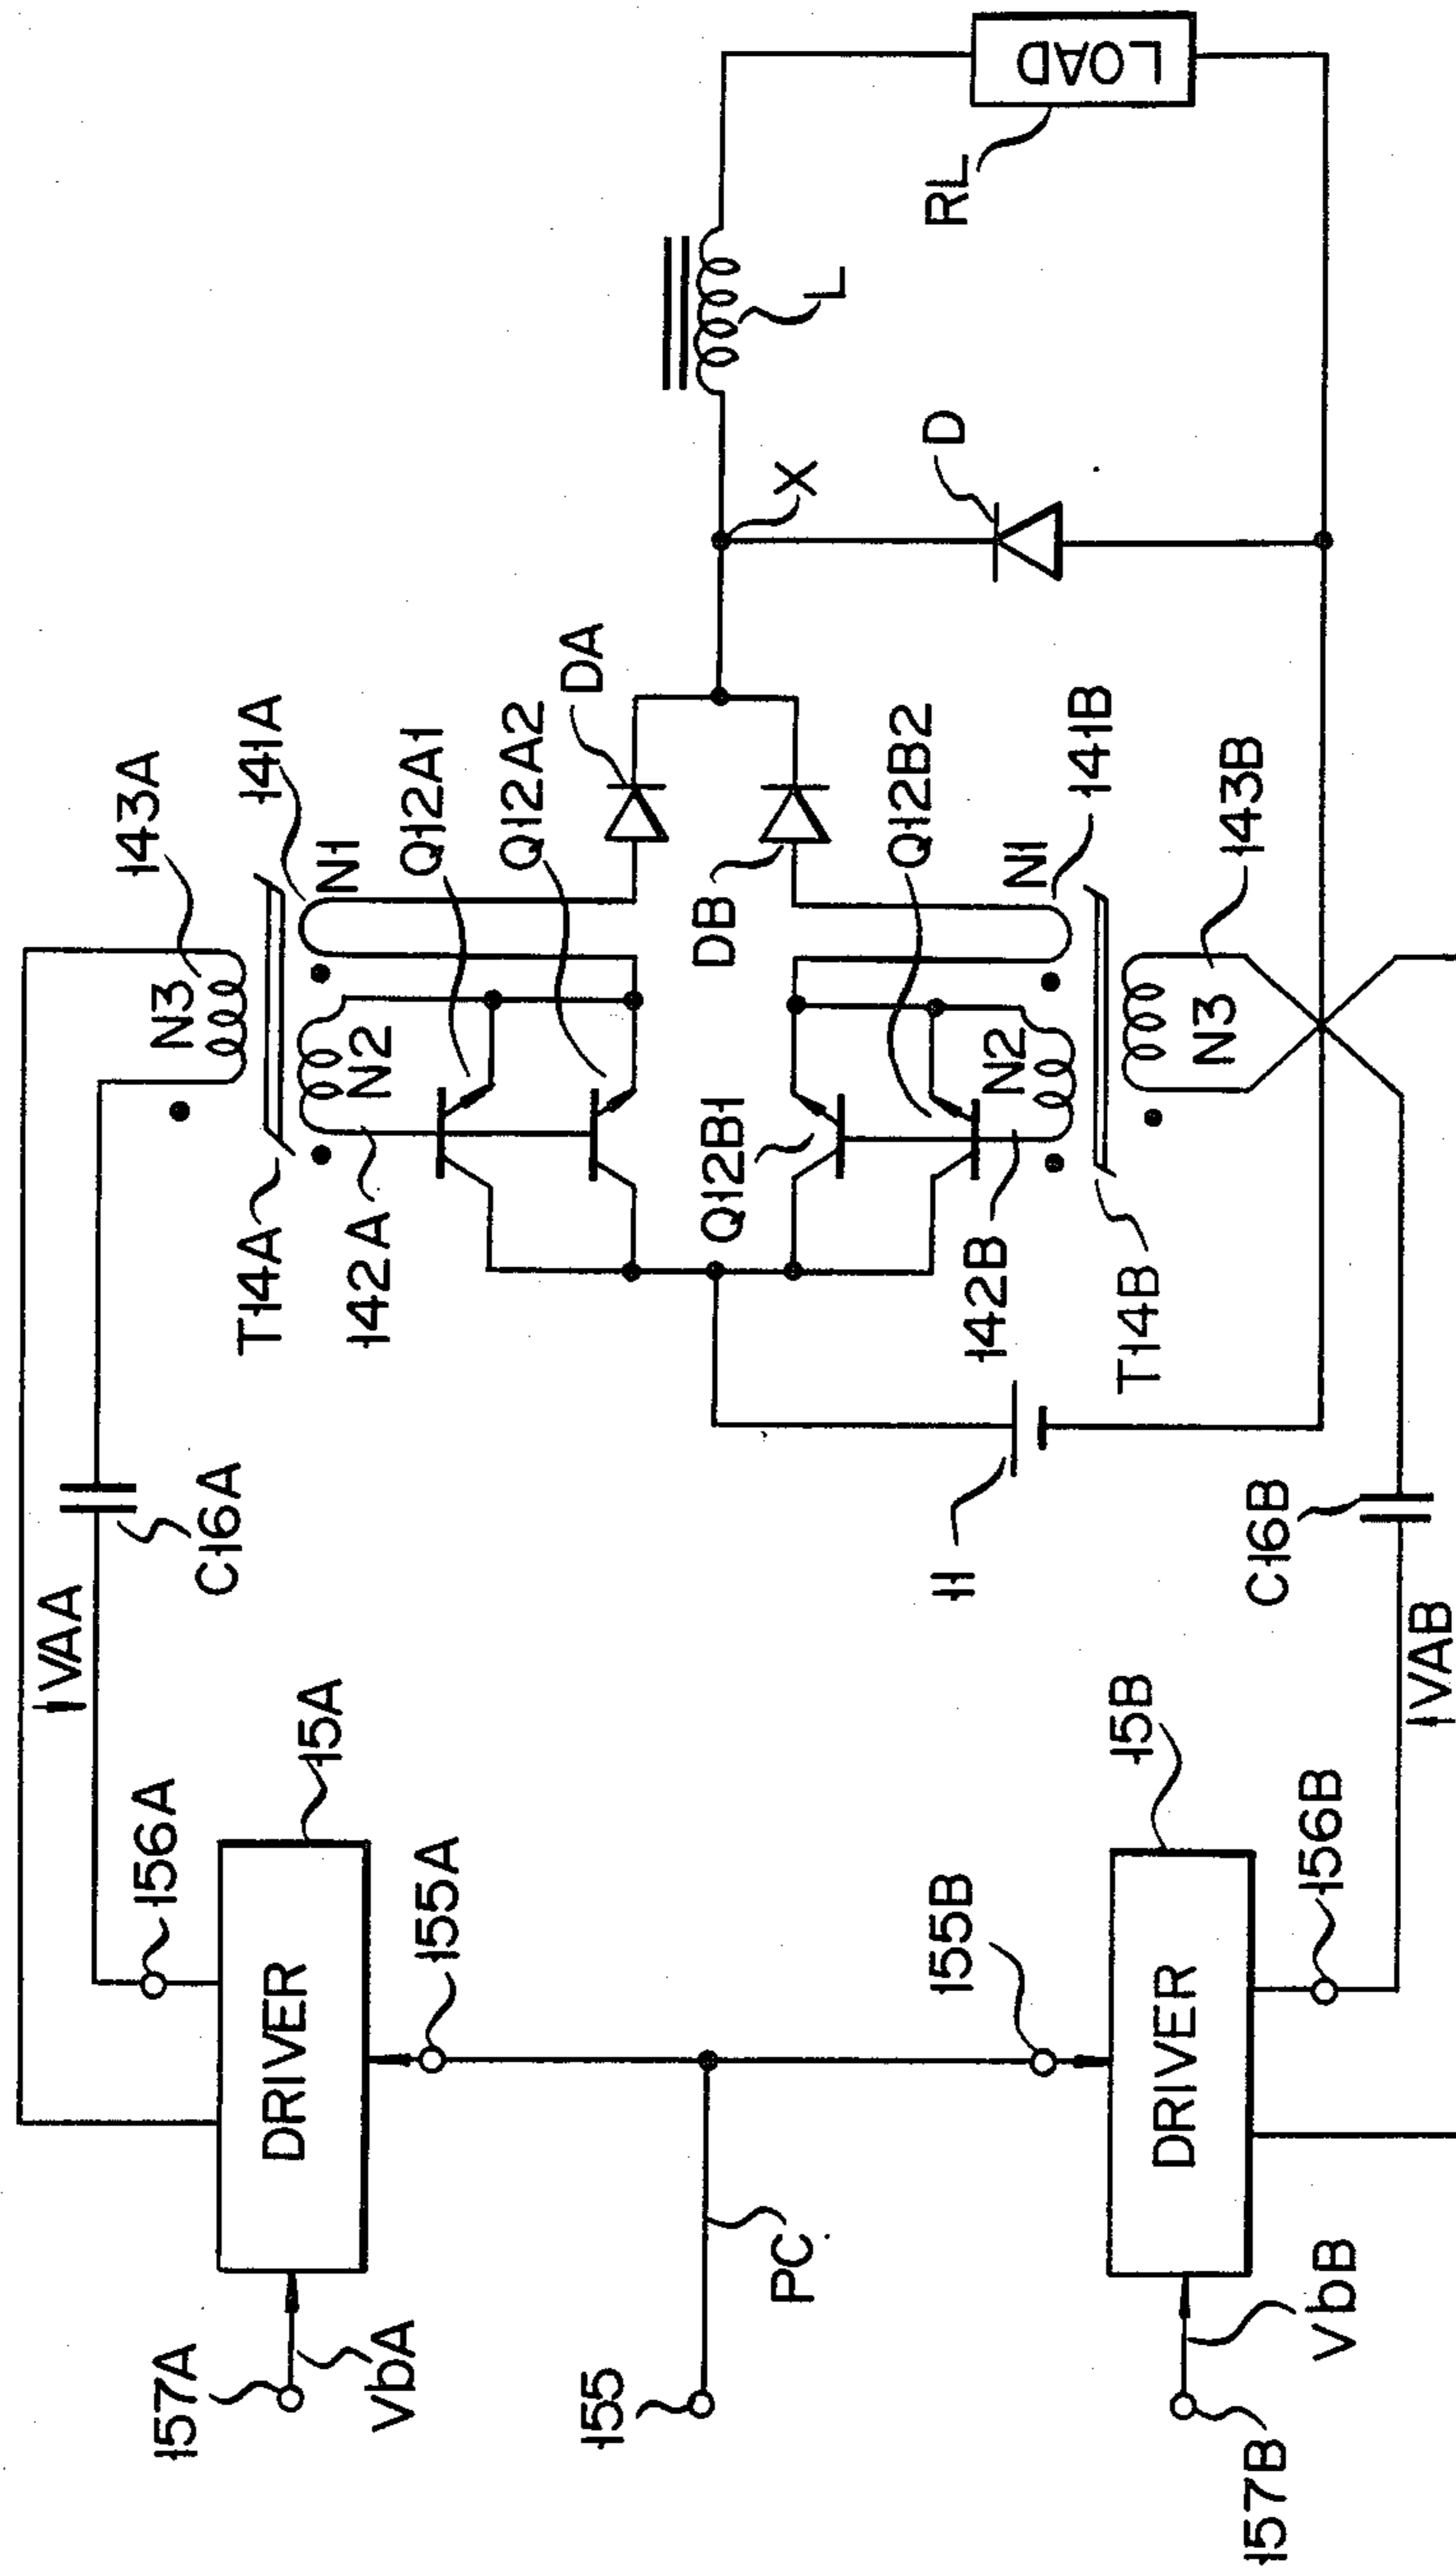 157A
VbA
DRIVER
15A
156A
155A
VAA
C16A
T14A
142A
143A
N3
N2
141A
N1
Q12A1
Q12A2
DA
155
PC
11
X
L
RL
LOAD
D
DB
Q12B1
Q12B2
142B
N2
N1
141B
T14B
N3
143B
155B
157B
VbB
DRIVER
15B
156B
C16B
VAB